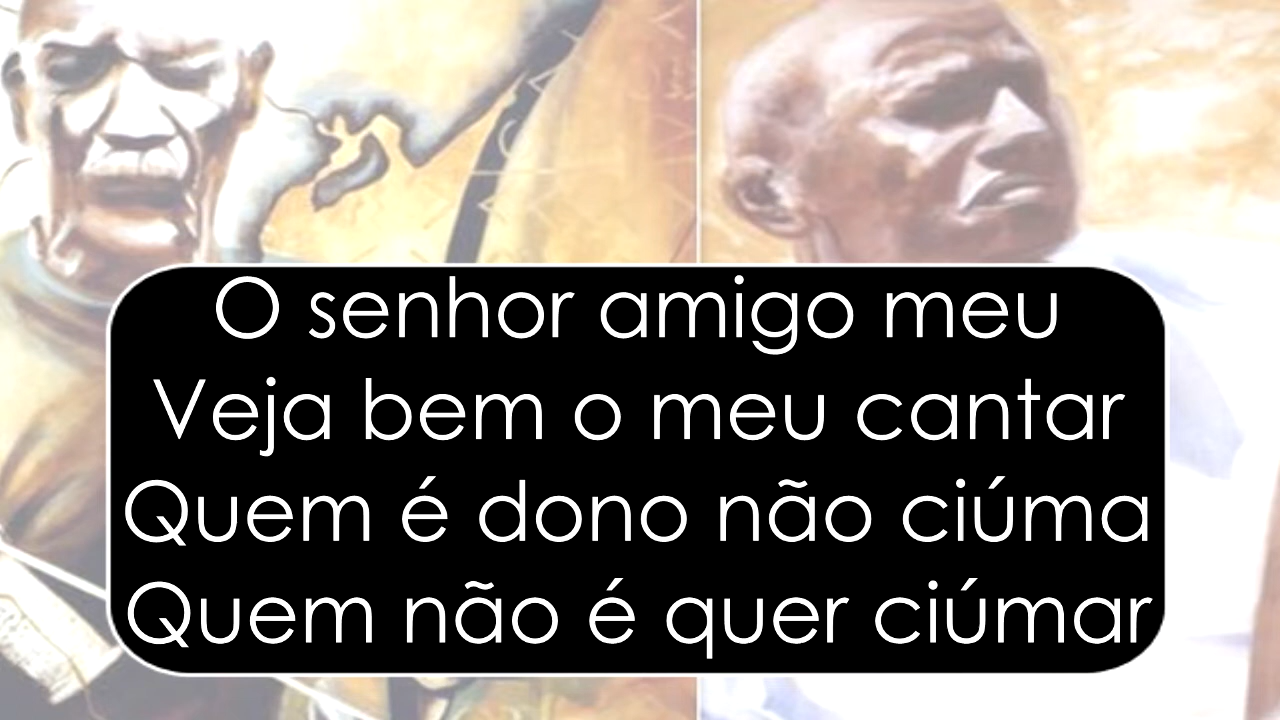 O senhor amigo meu
Veja bem o meu cantar
Quem é dono não ciúma
Quem não é quer ciúmar